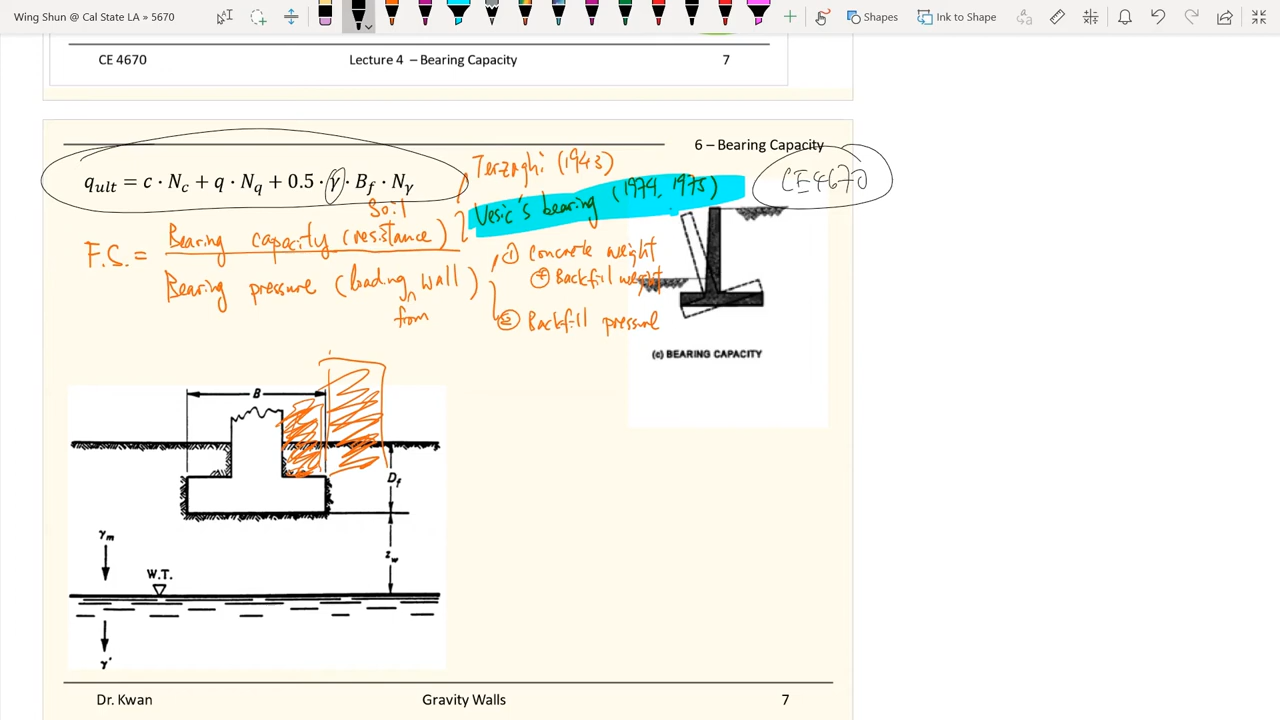 Wing Shun @ Cal State LA » 5670
Shapes
Ink to Shape
CE 4670
Lecture 4 – Bearing Capacity
7
6 – Bearing Capacity
CE4670
Terzaghi (1943)
q_ult = c · N_c + q · N_q + 0.5 · γ · B_f · N_γ
Vesic's bearing (1974, 1975)
Soil
F.S. = Bearing capacity (resistance)
Bearing pressure (loading wall)
from
① Concrete weight
⊕ Backfill weight
② Backfill pressure
(c) BEARING CAPACITY
B
D_f
γ_m
z_w
W.T.
γ'
Dr. Kwan
Gravity Walls
7